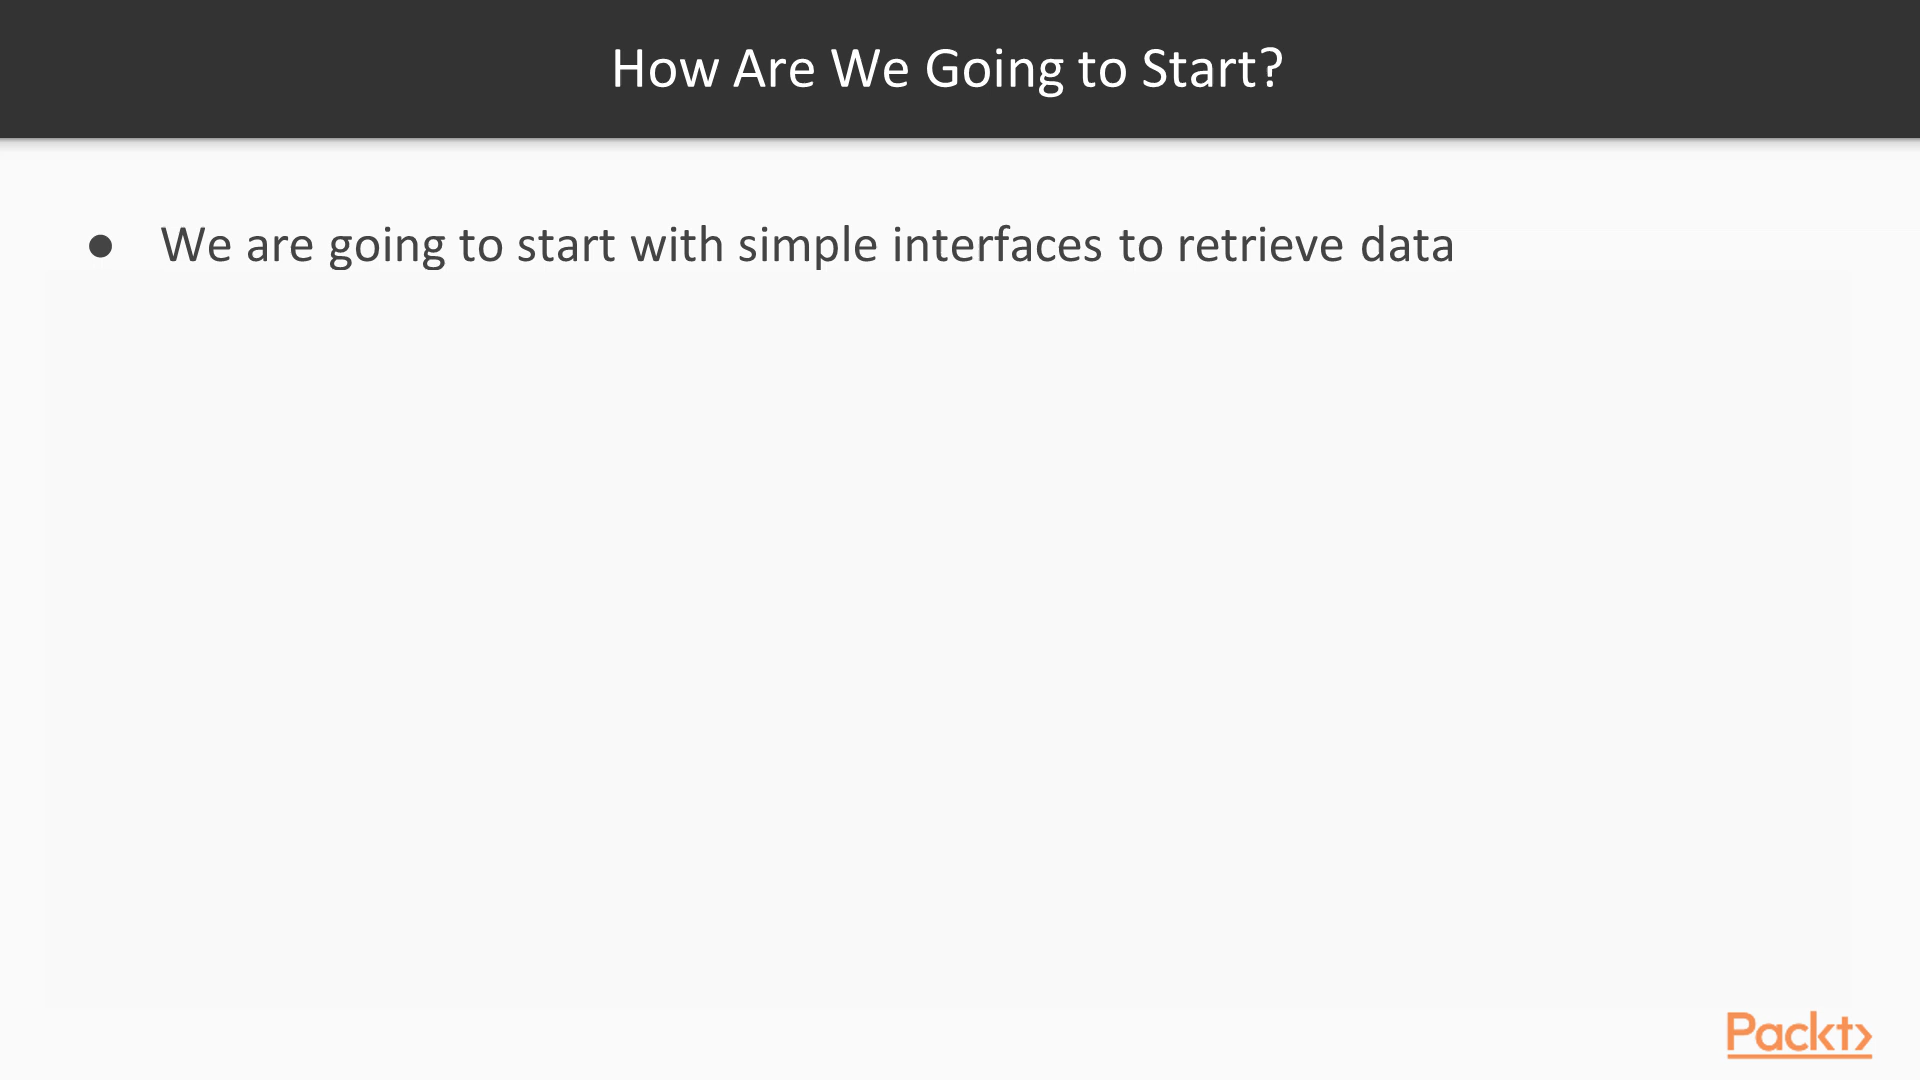 How Are We Going to Start?
● We are going to start with simple interfaces to retrieve data
Packt>